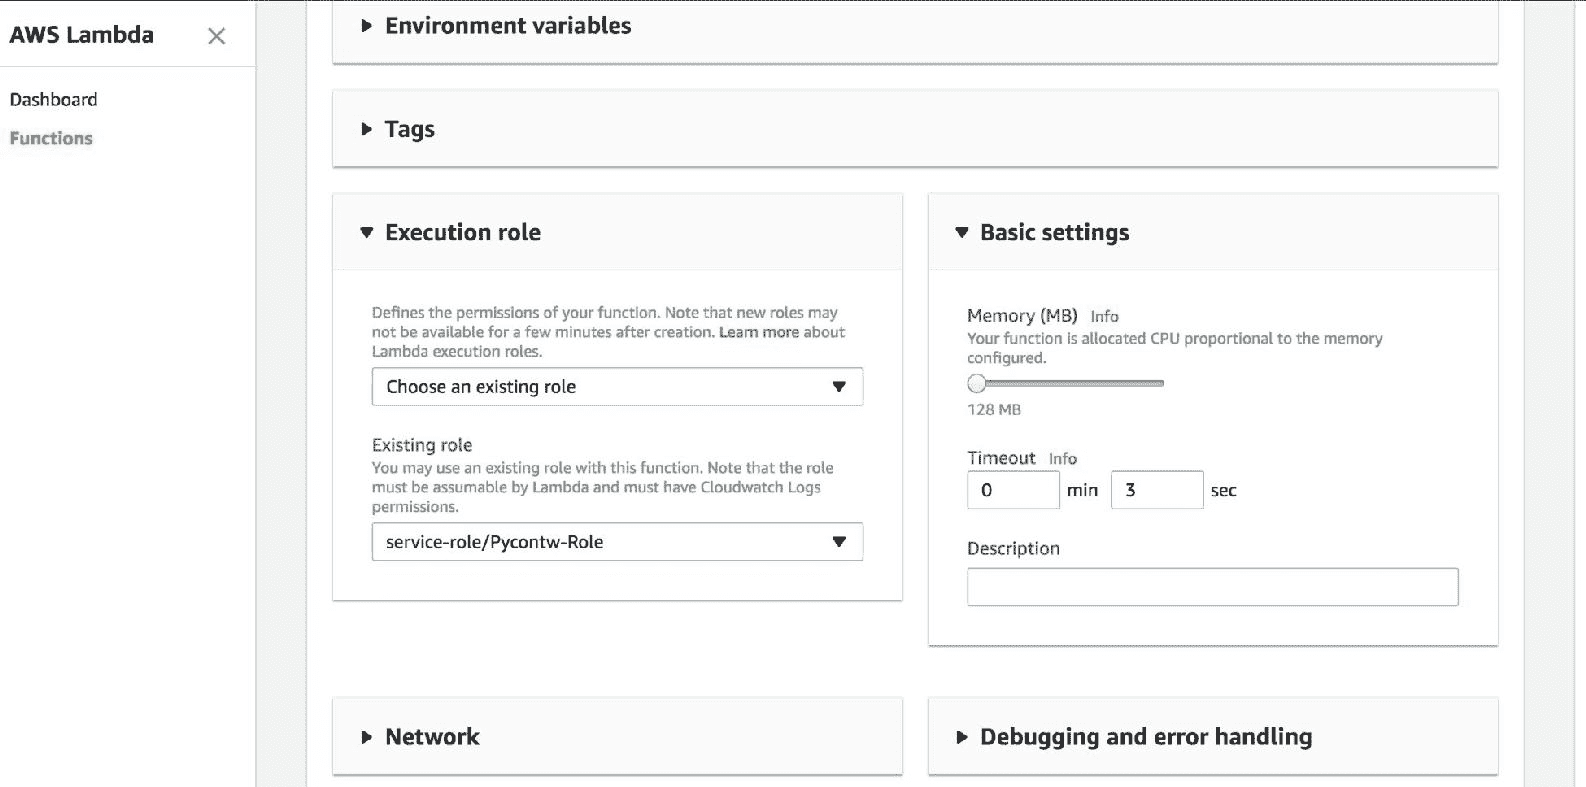 AWS Lambda
Dashboard
Functions
Environment variables
Tags
Execution role
Defines the permissions of your function. Note that new roles may
not be available for a few minutes after creation. Learn more about
Lambda execution roles.
Choose an existing role
Existing role
You may use an existing role with this function. Note that the role
must be assumable by Lambda and must have Cloudwatch Logs
permissions.
service-role/Pycontw-Role
Basic settings
Memory (MB) Info
Your function is allocated CPU proportional to the memory
configured.
128 MB
Timeout Info
0 min 3 sec
Description
Network
Debugging and error handling